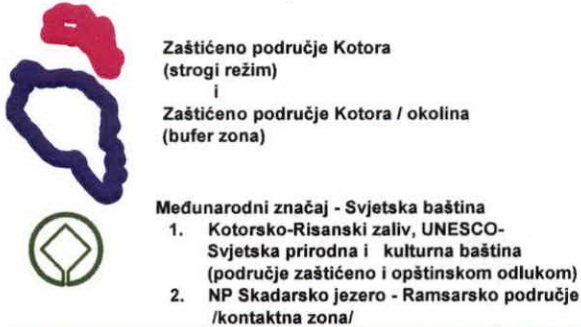 Zaštićeno područje Kotora
(strogi režim)
i
Zaštićeno područje Kotora / okolina
(bufer zona)
Međunarodni značaj - Svjetska baština
1. Kotorsko-Risanski zaliv, UNESCO-
Svjetska prirodna i kulturna baština
(područje zaštićeno i opštinskom odlukom)
2. NP Skadarsko jezero - Ramsarsko područje
/kontaktna zona/